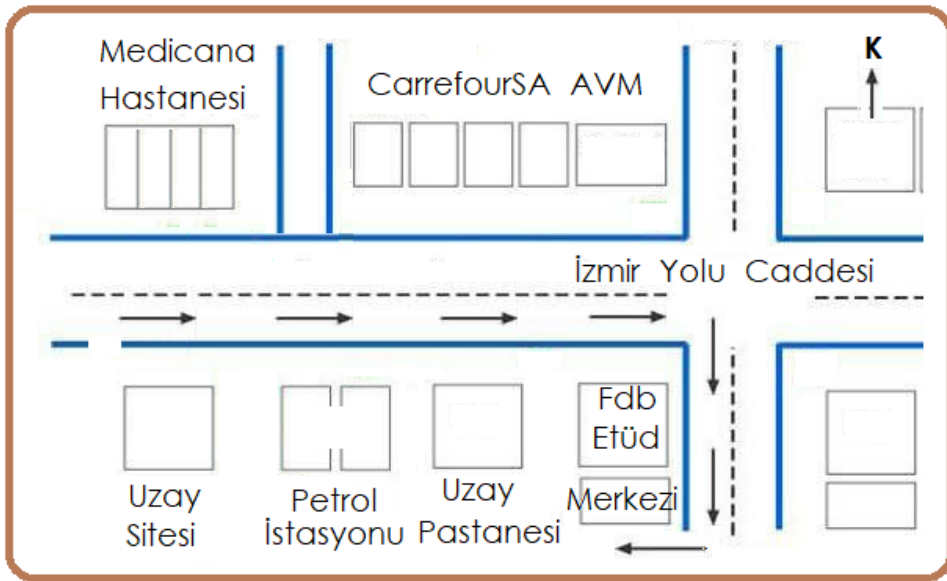 Medicana
Hastanesi
CarrefourSA AVM
K
İzmir Yolu Caddesi
Uzay
Sitesi
Petrol
İstasyonu
Uzay
Pastanesi
Fdb
Etüd
Merkezi